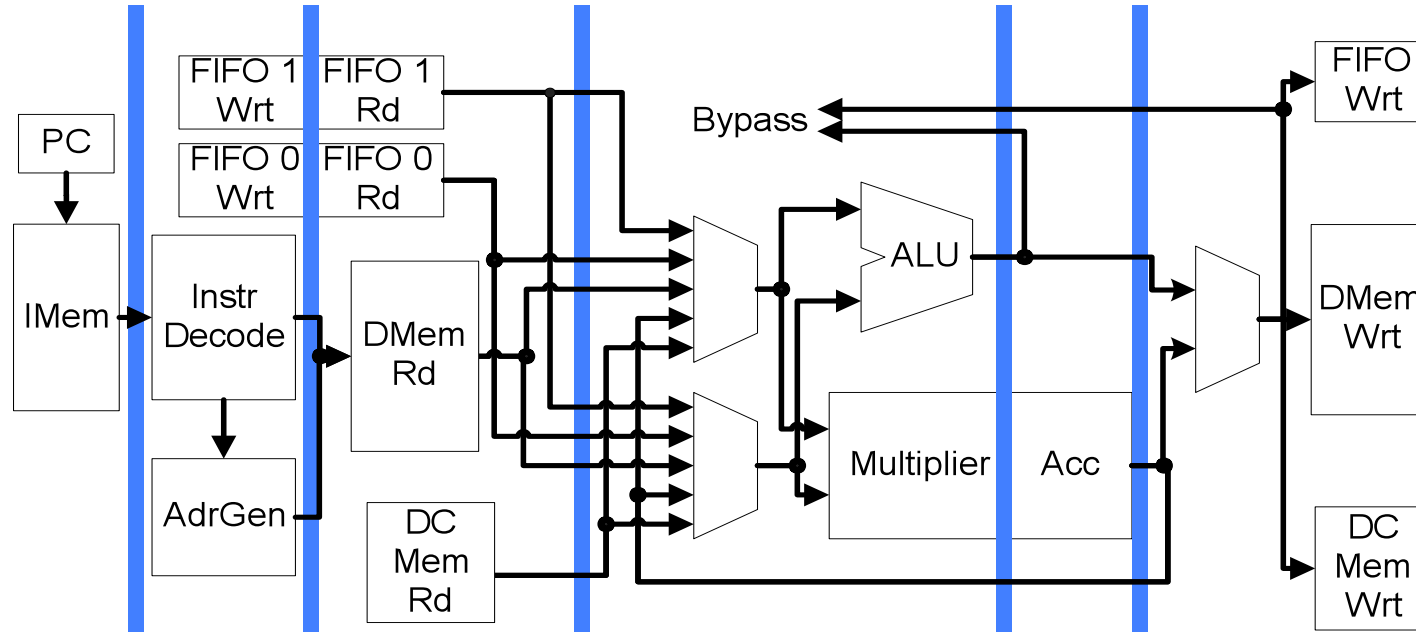 FIFO 1
Wrt
FIFO 1
Rd
FIFO 0
Wrt
FIFO 0
Rd
PC
IMem
Instr
Decode
AdrGen
DMem
Rd
DC
Mem
Rd
Bypass
ALU
Multiplier
Acc
FIFO
Wrt
DMem
Wrt
DC
Mem
Wrt